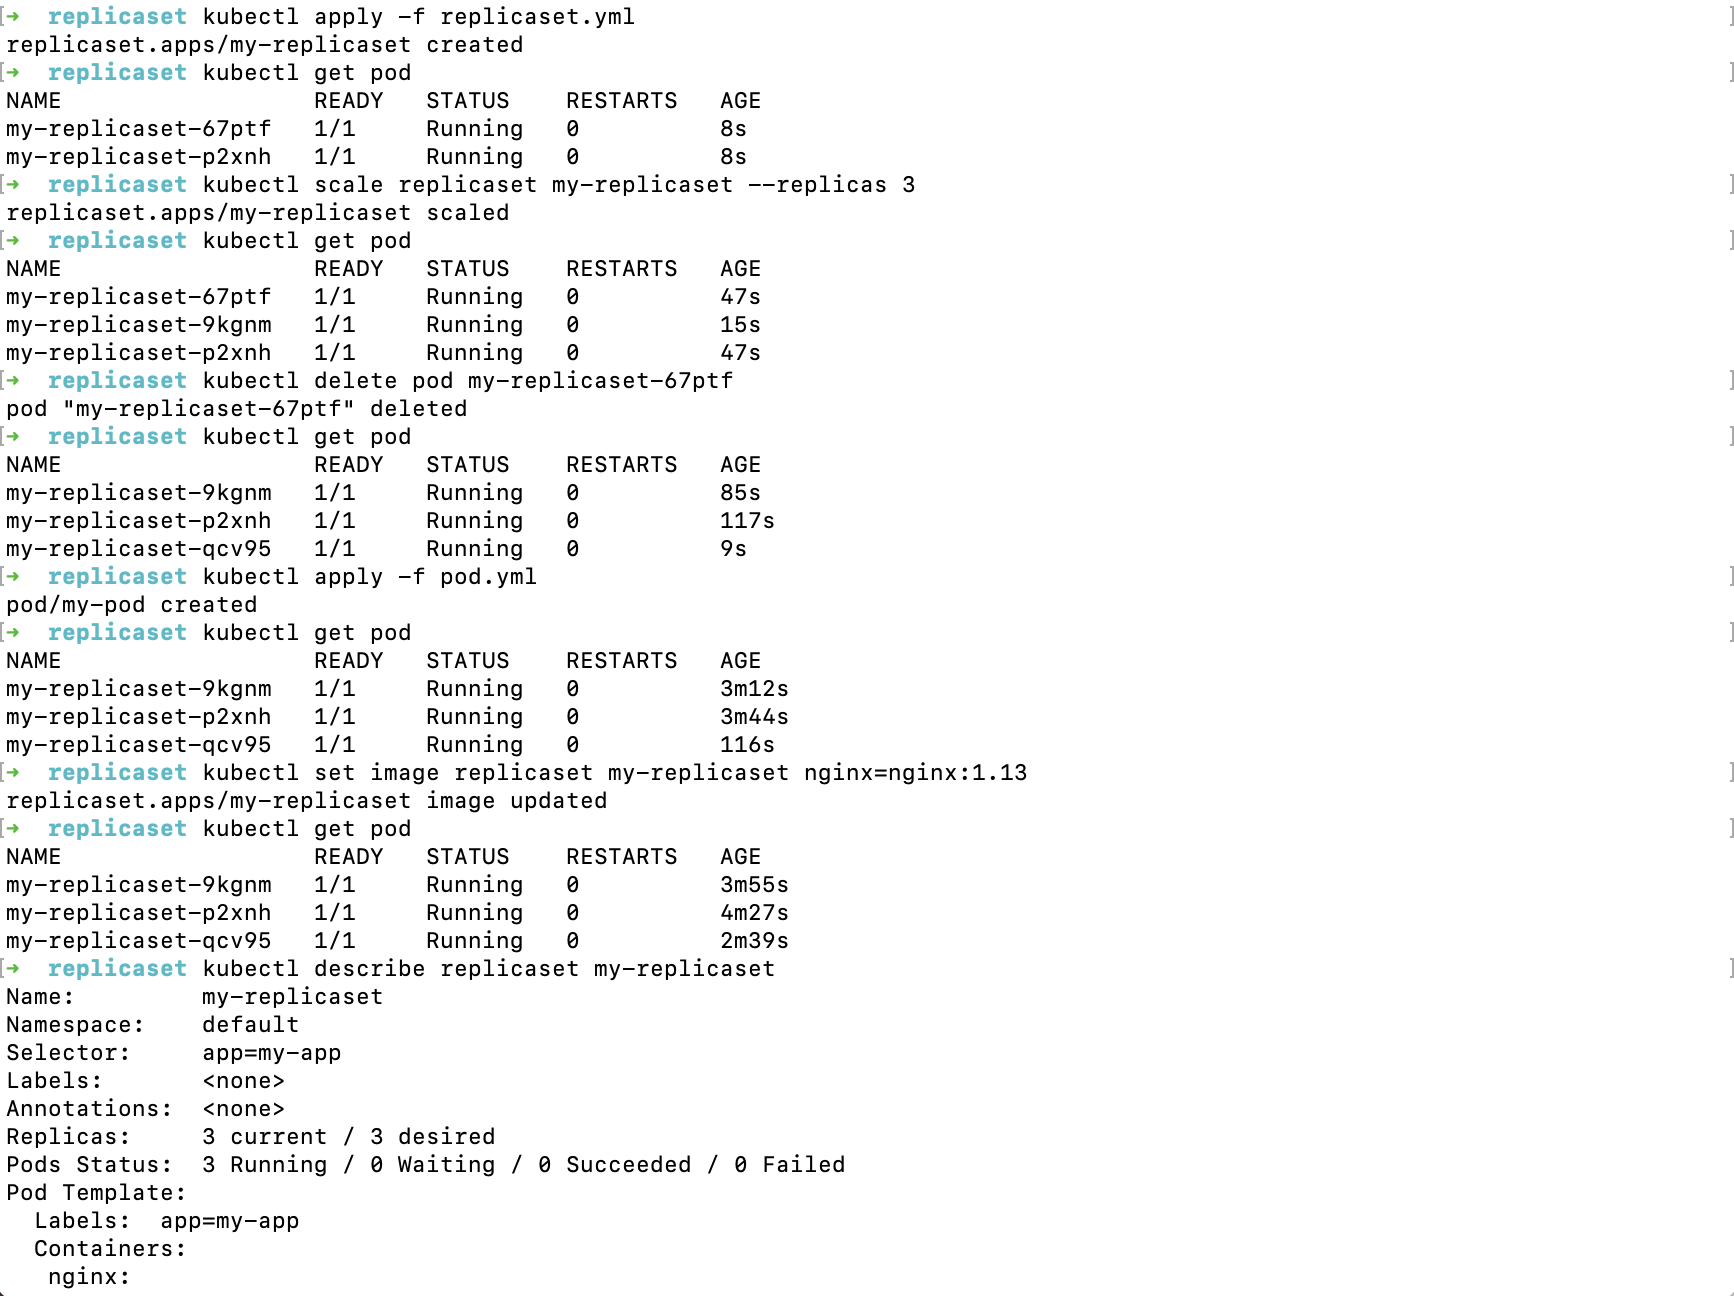 [→  replicaset kubectl apply -f replicaset.yml ]
replicaset.apps/my-replicaset created
[→  replicaset kubectl get pod ]
NAME                  READY   STATUS    RESTARTS   AGE
my-replicaset-67ptf   1/1     Running   0          8s
my-replicaset-p2xnh   1/1     Running   0          8s
[→  replicaset kubectl scale replicaset my-replicaset --replicas 3 ]
replicaset.apps/my-replicaset scaled
[→  replicaset kubectl get pod ]
NAME                  READY   STATUS    RESTARTS   AGE
my-replicaset-67ptf   1/1     Running   0          47s
my-replicaset-9kgnm   1/1     Running   0          15s
my-replicaset-p2xnh   1/1     Running   0          47s
[→  replicaset kubectl delete pod my-replicaset-67ptf ]
pod "my-replicaset-67ptf" deleted
[→  replicaset kubectl get pod ]
NAME                  READY   STATUS    RESTARTS   AGE
my-replicaset-9kgnm   1/1     Running   0          85s
my-replicaset-p2xnh   1/1     Running   0          117s
my-replicaset-qcv95   1/1     Running   0          9s
[→  replicaset kubectl apply -f pod.yml ]
pod/my-pod created
[→  replicaset kubectl get pod ]
NAME                  READY   STATUS    RESTARTS   AGE
my-replicaset-9kgnm   1/1     Running   0          3m12s
my-replicaset-p2xnh   1/1     Running   0          3m44s
my-replicaset-qcv95   1/1     Running   0          116s
[→  replicaset kubectl set image replicaset my-replicaset nginx=nginx:1.13 ]
replicaset.apps/my-replicaset image updated
[→  replicaset kubectl get pod ]
NAME                  READY   STATUS    RESTARTS   AGE
my-replicaset-9kgnm   1/1     Running   0          3m55s
my-replicaset-p2xnh   1/1     Running   0          4m27s
my-replicaset-qcv95   1/1     Running   0          2m39s
[→  replicaset kubectl describe replicaset my-replicaset ]
Name:         my-replicaset
Namespace:    default
Selector:     app=my-app
Labels:       <none>
Annotations:  <none>
Replicas:     3 current / 3 desired
Pods Status:  3 Running / 0 Waiting / 0 Succeeded / 0 Failed
Pod Template:
  Labels:  app=my-app
  Containers:
   nginx: